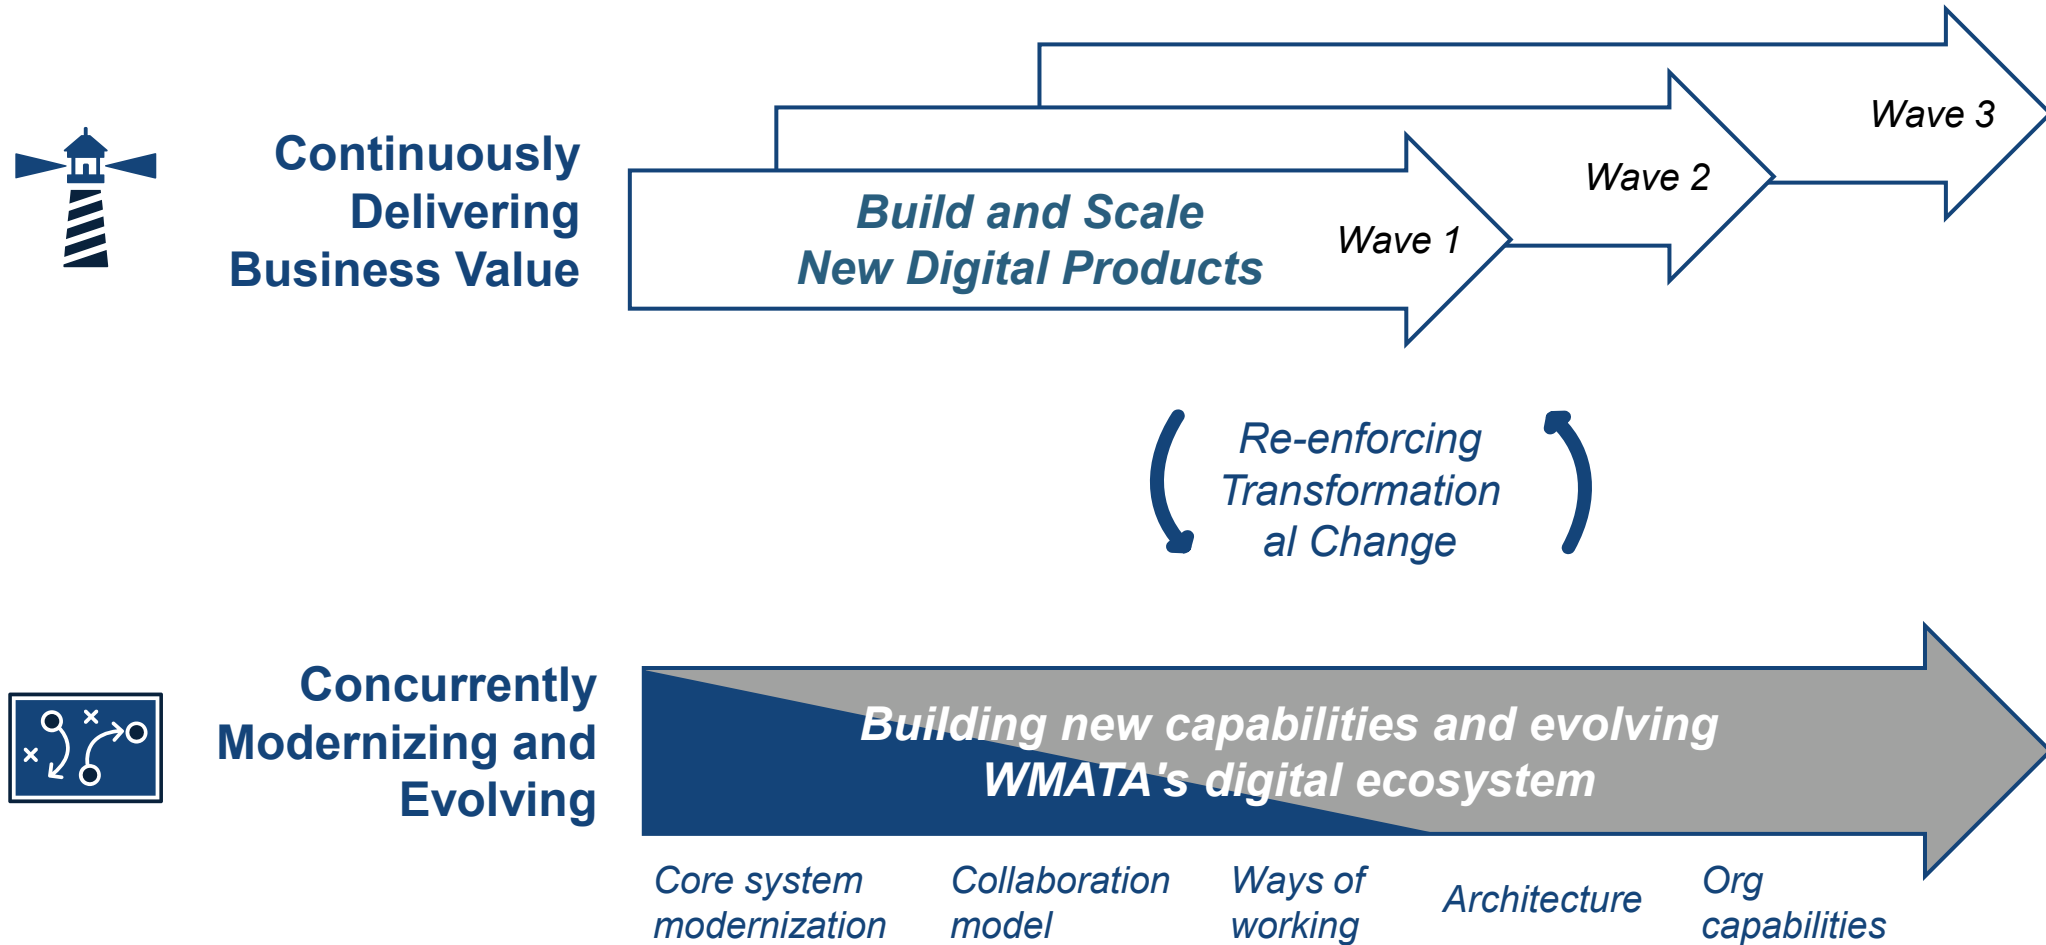 Continuously
Delivering
Business Value
Build and Scale
New Digital Products
Wave 1
Wave 2
Wave 3
Re-enforcing
Transformation
al Change
Concurrently
Modernizing and
Evolving
Building new capabilities and evolving
WMATA's digital ecosystem
Core system
modernization
Collaboration
model
Ways of
working
Architecture
Org
capabilities